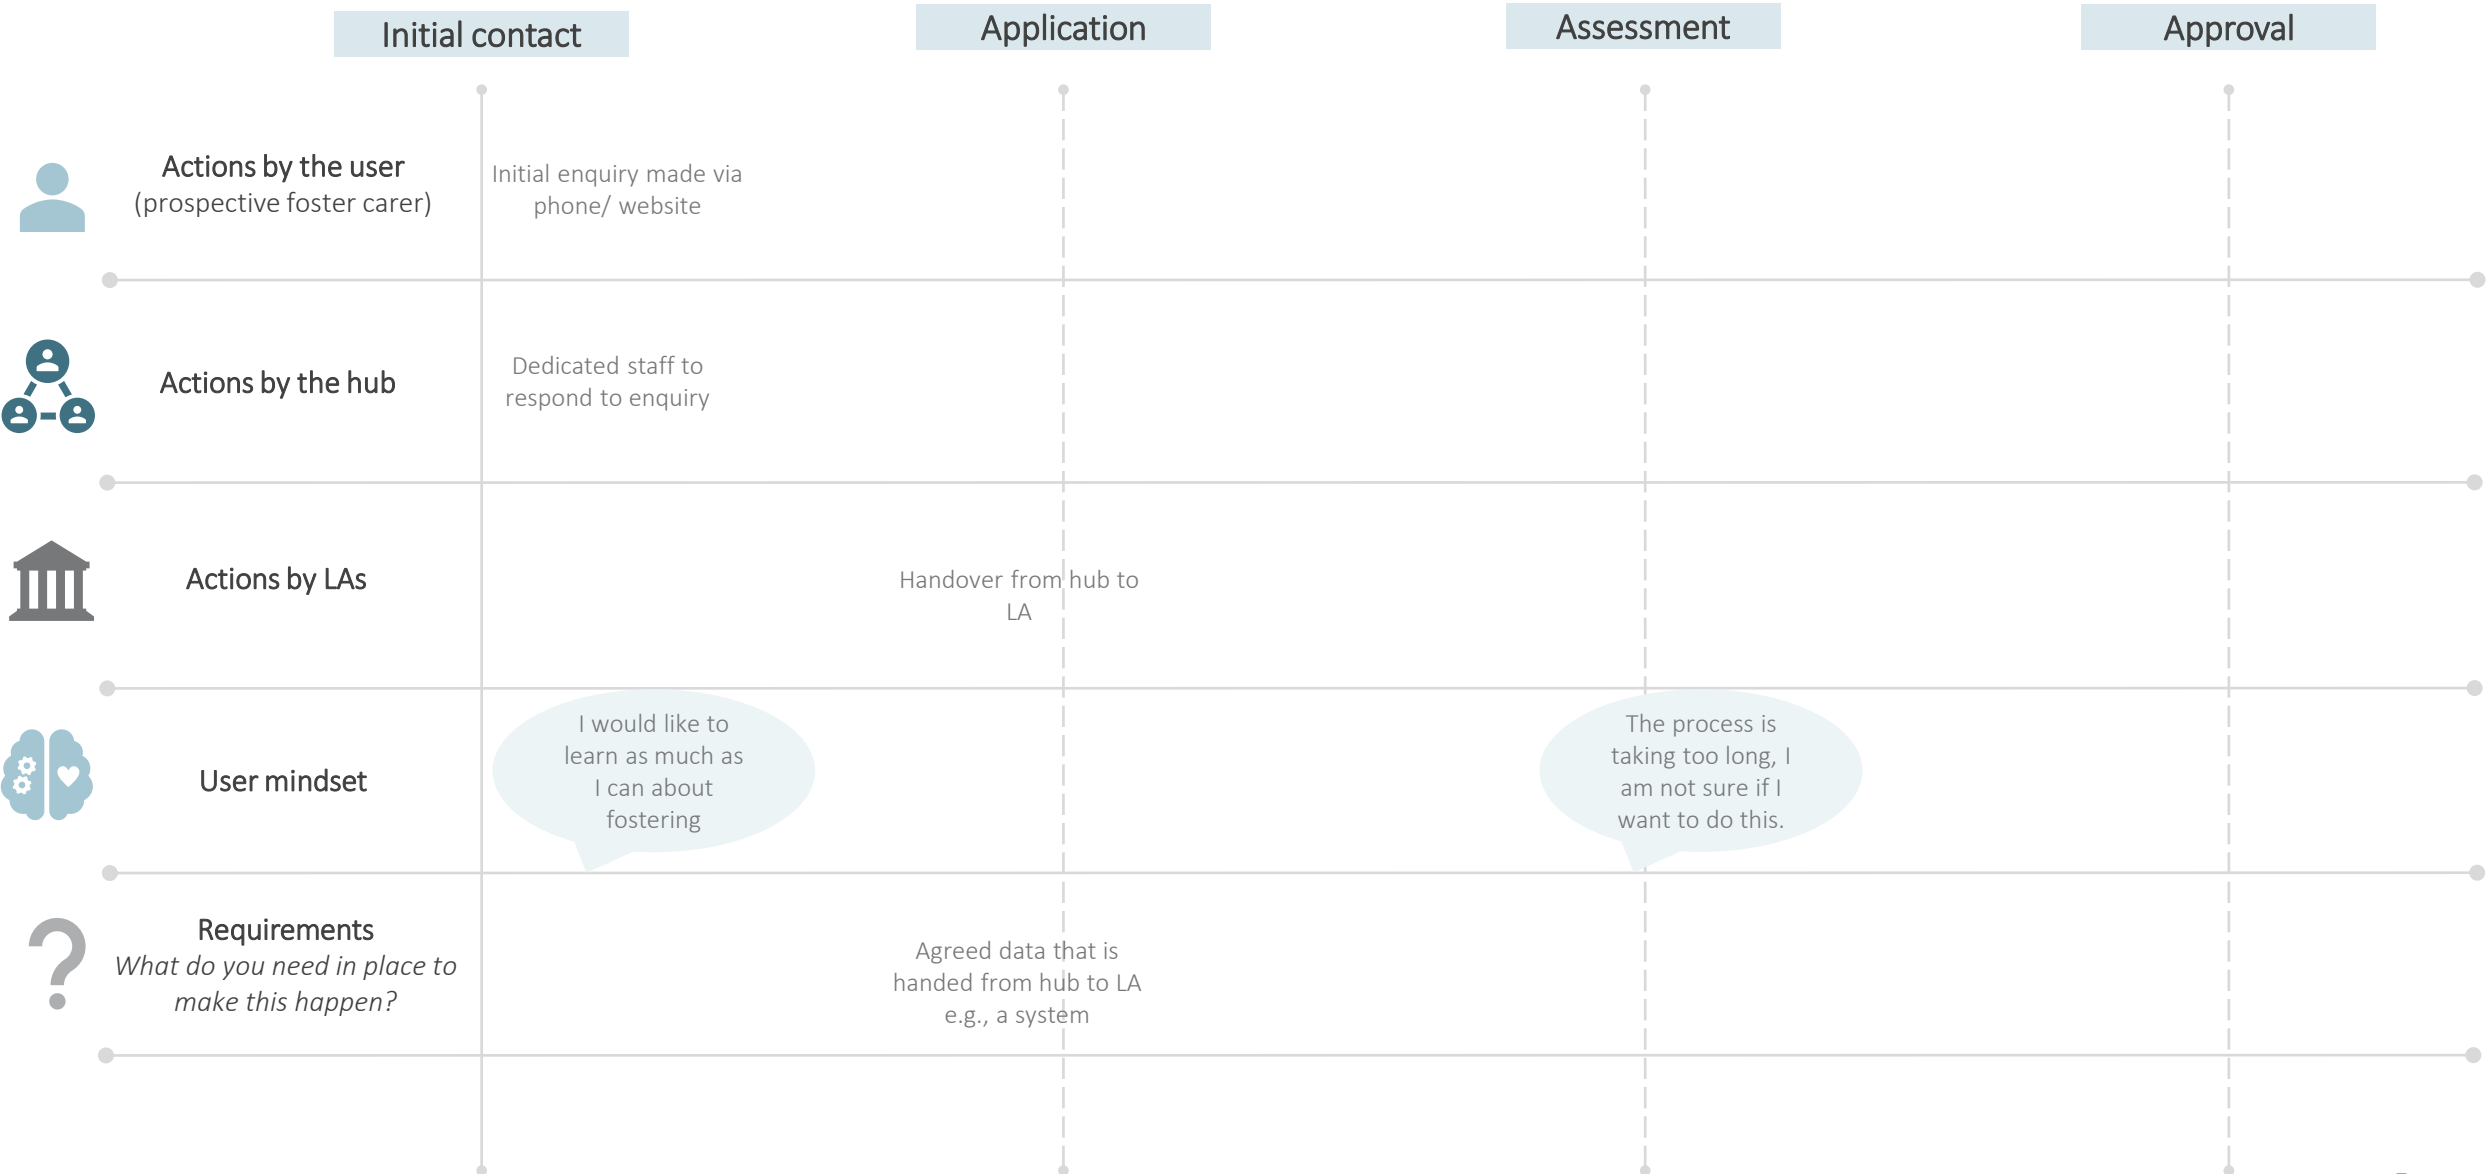 Initial contact
Application
Assessment
Approval
Actions by the user
(prospective foster carer)
Initial enquiry made via
phone/ website
Actions by the hub
Dedicated staff to
respond to enquiry
Actions by LAs
Handover from hub to
LA
User mindset
I would like to
learn as much as
I can about
fostering
The process is
taking too long, I
am not sure if I
want to do this.
Requirements
What do you need in place to
make this happen?
Agreed data that is
handed from hub to LA
e.g., a system